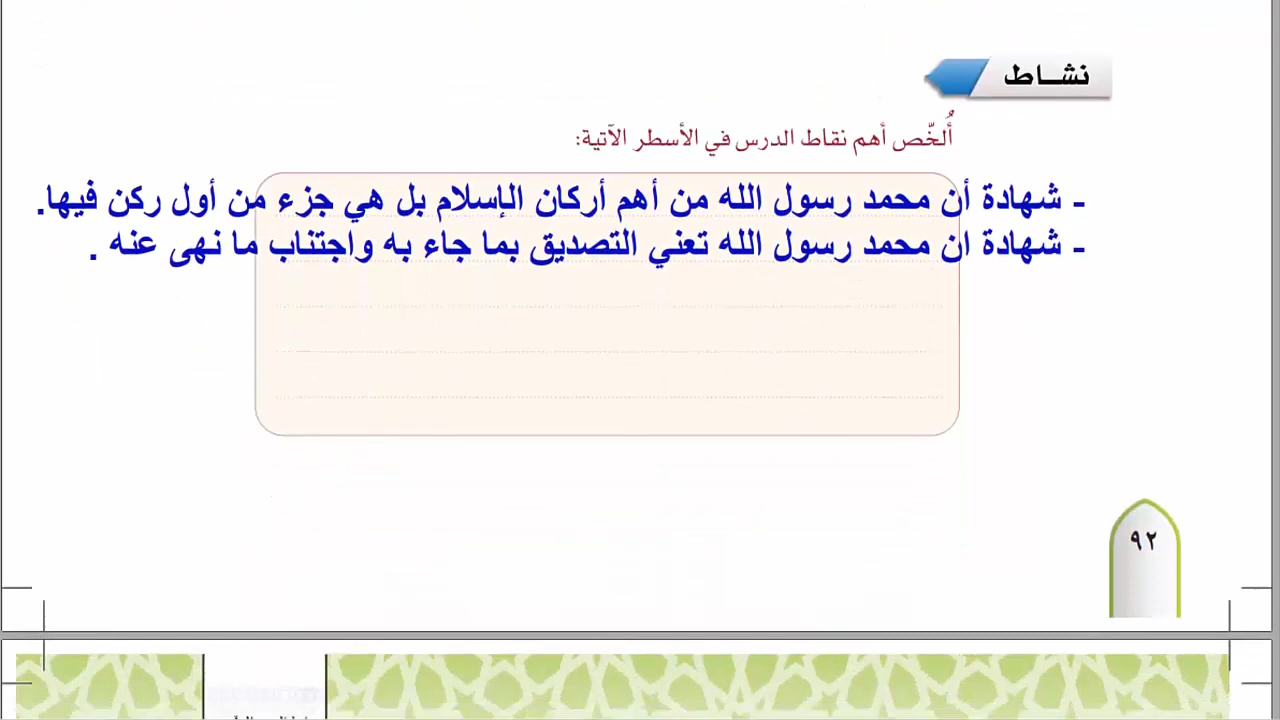 نشـــاط
أُلخّص أهم نقاط الدرس في الأسطر الآتية:
- شهادة أن محمد رسول الله من أهم أركان الإسلام بل هي جزء من أول ركن فيها.
- شهادة ان محمد رسول الله تعني التصديق بما جاء به واجتناب ما نهى عنه .
٩٢